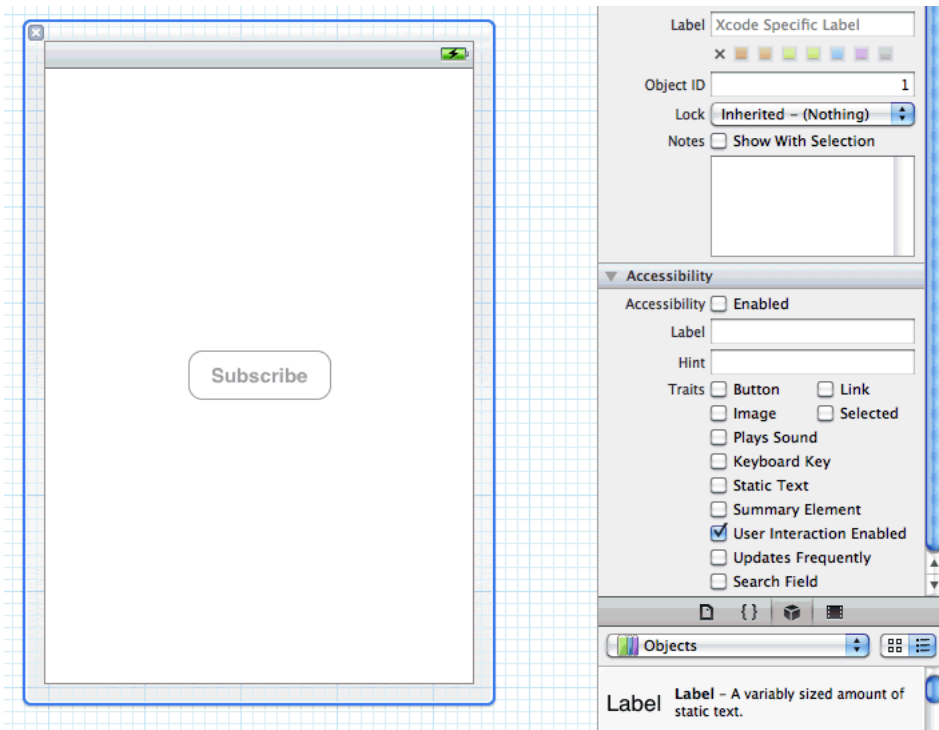 Subscribe
Label Xcode Specific Label
Object ID 1
Lock Inherited – (Nothing)
Notes Show With Selection
Accessibility
Accessibility Enabled
Label
Hint
Traits Button Link
Image Selected
Plays Sound
Keyboard Key
Static Text
Summary Element
User Interaction Enabled
Updates Frequently
Search Field
{}
Objects
Label Label – A variably sized amount of
static text.